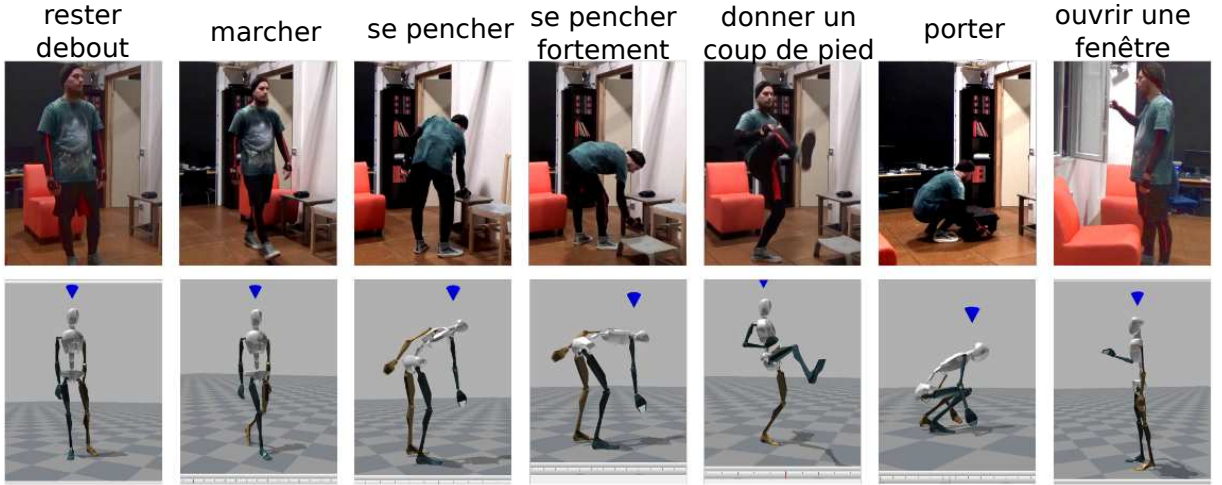 rester
debout
marcher
se pencher
se pencher
fortement
donner un
coup de pied
porter
ouvrir une
fenêtre